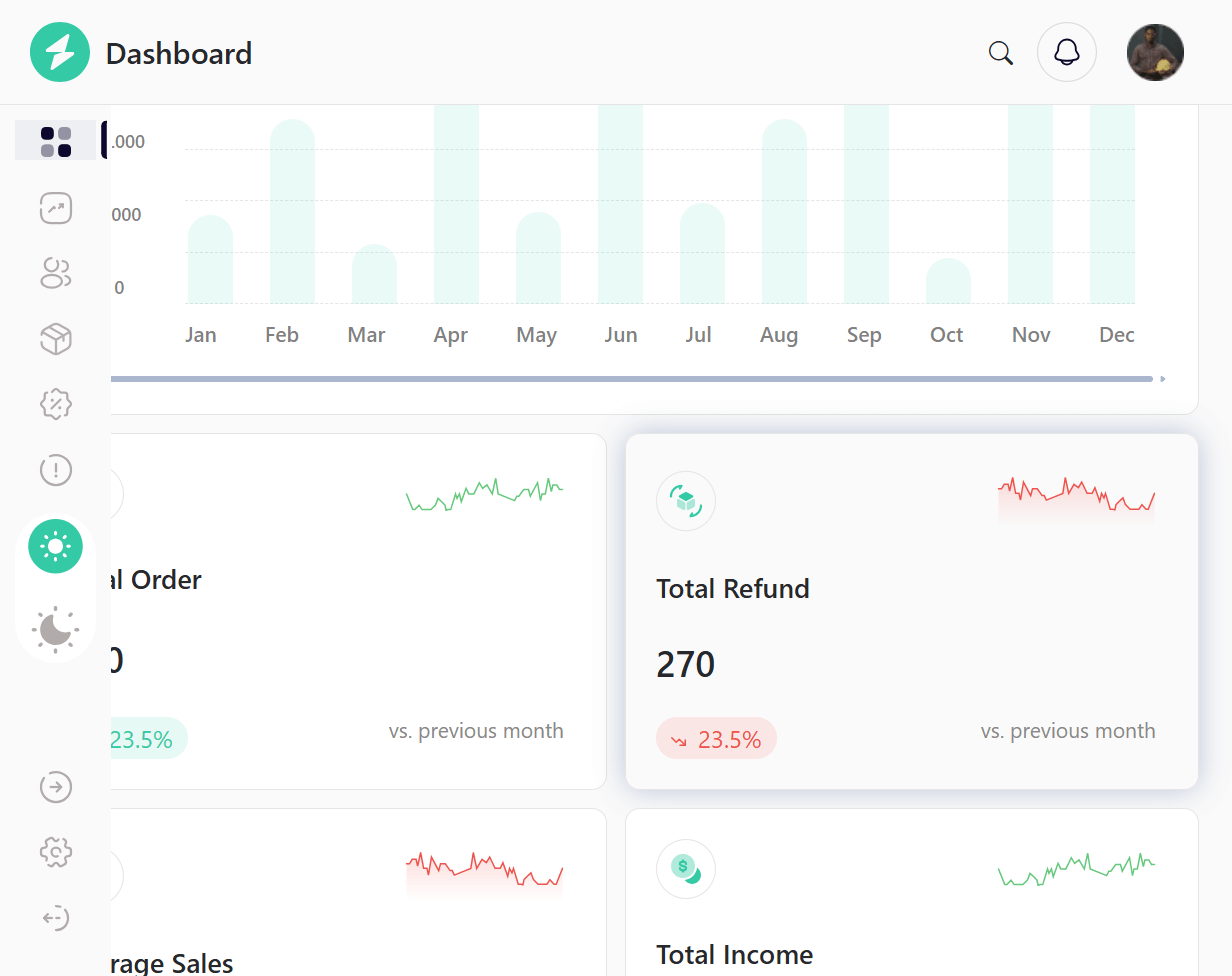 Dashboard
.000
000
0
Jan Feb Mar Apr May Jun Jul Aug Sep Oct Nov Dec
al Order
Total Refund
0
270
23.5%
vs. previous month
23.5%
vs. previous month
$
rage Sales
Total Income